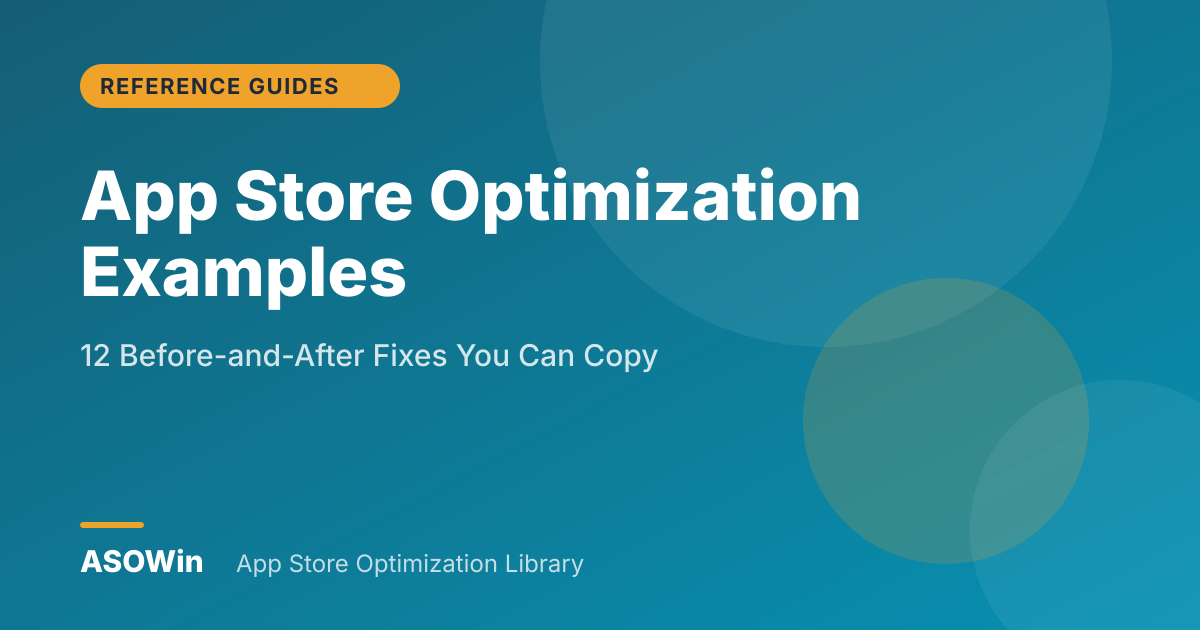 REFERENCE GUIDES
App Store Optimization
Examples
12 Before-and-After Fixes You Can Copy
ASOWin App Store Optimization Library